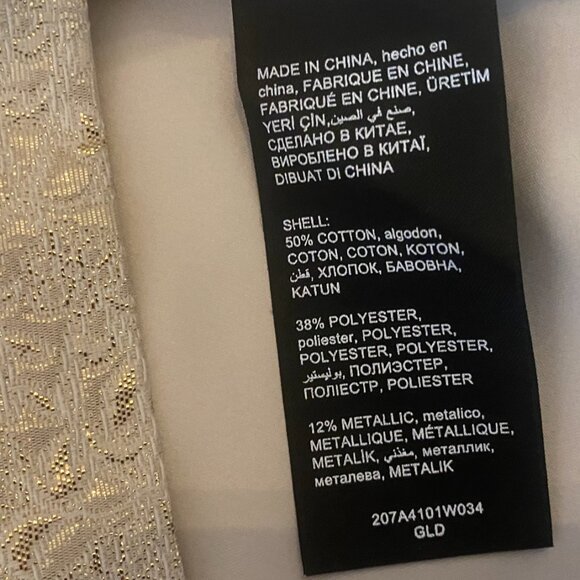 MADE IN CHINA, hecho en
china, FABRIQUE EN CHINE,
FABRIQUÉ EN CHINE, ÜRETİM
YERİ ÇİN, صنع في الصين,
СДЕЛАНО В КИТАЕ,
ВИРОБЛЕНО В КИТАЇ,
DIBUAT DI CHINA
SHELL:
50% COTTON, algodon,
COTON, COTON, KOTON,
قطن, ХЛОПОК, БАВОВНА,
KATUN
38% POLYESTER,
poliester, POLYESTER,
POLYESTER, POLYESTER,
بوليستير, ПОЛИЭСТЕР,
ПОЛІЕСТР, POLIESTER
12% METALLIC, metalico,
METALLIQUE, MÉTALLIQUE,
METALİK, металлик,
металева, METALIK
207A4101W034
GLD